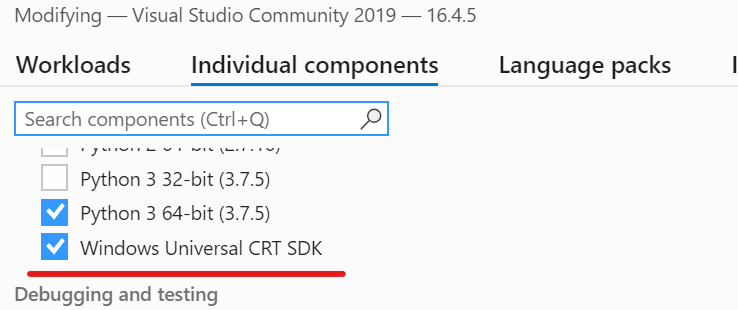 Modifying — Visual Studio Community 2019 — 16.4.5
Workloads Individual components Language packs
Search components (Ctrl+Q)
Python 3 32-bit (3.7.5)
Python 3 64-bit (3.7.5)
Windows Universal CRT SDK
Debugging and testing